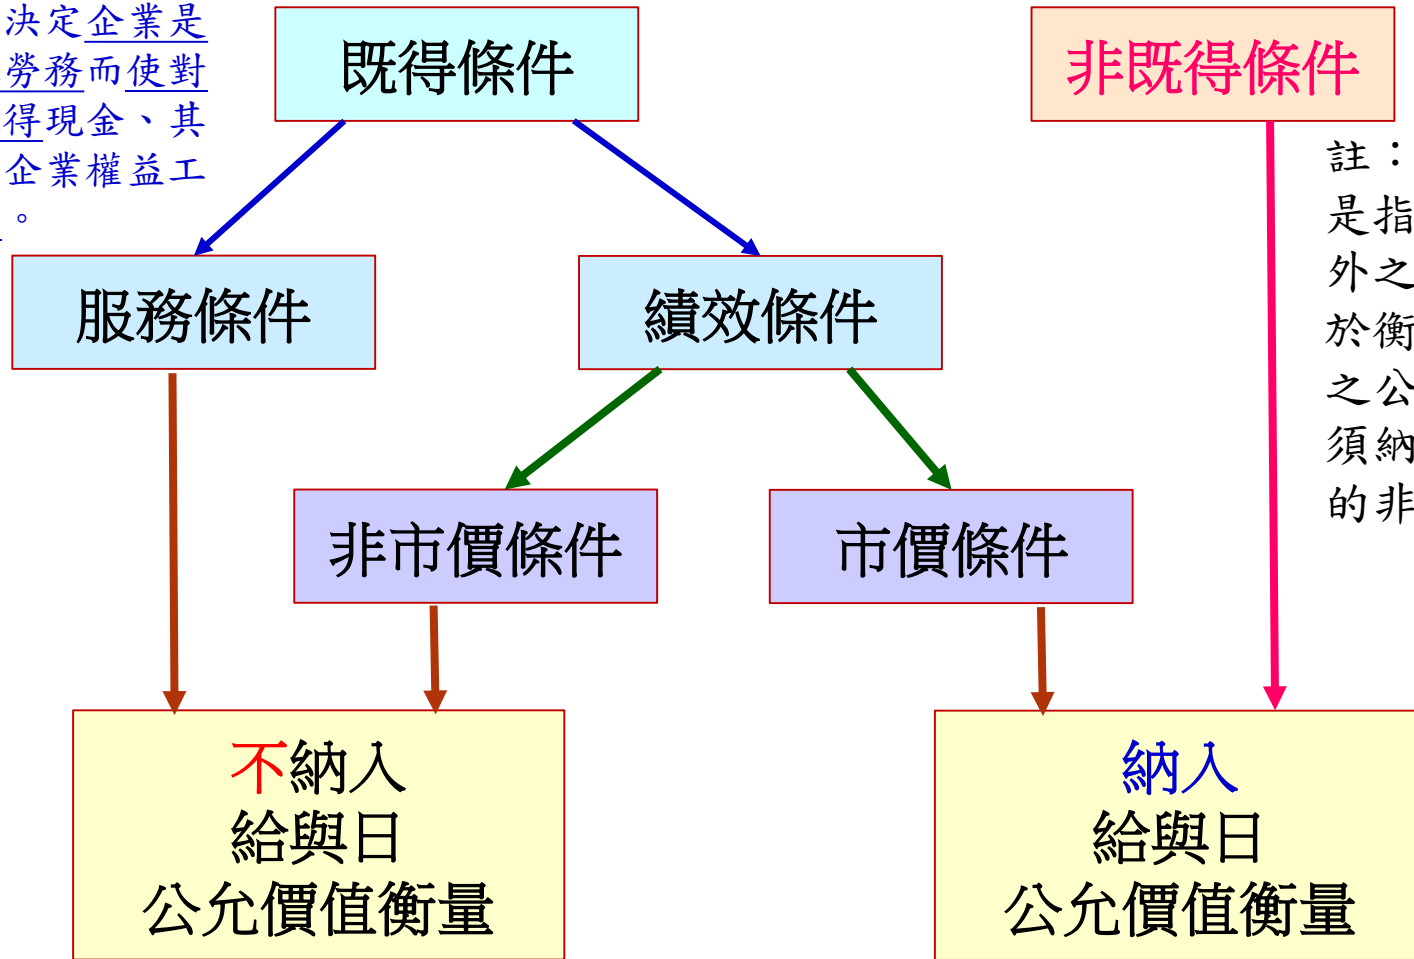 決定企業是
勞務而使對
得現金、其
企業權益工
。
既得條件
非既得條件
註：
是指
外之
於衡
之公
須納
的非
服務條件
績效條件
非市價條件
市價條件
不納入
給與日
公允價值衡量
納入
給與日
公允價值衡量